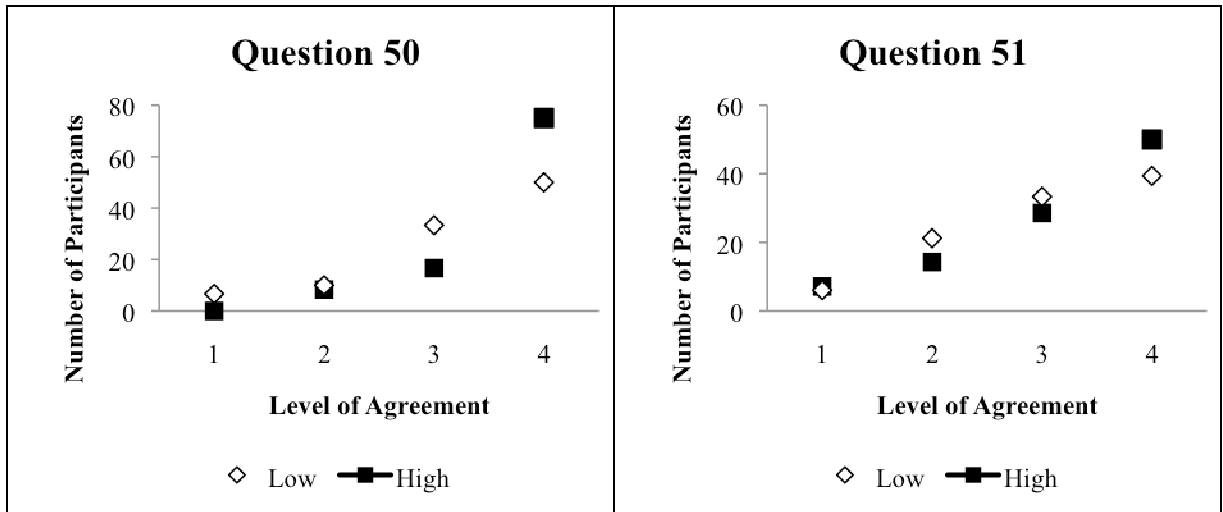 Question 50
Number of Participants
80
60
40
20
0
1 2 3 4
Level of Agreement
Low High
Question 51
Number of Participants
60
40
20
0
1 2 3 4
Level of Agreement
Low High